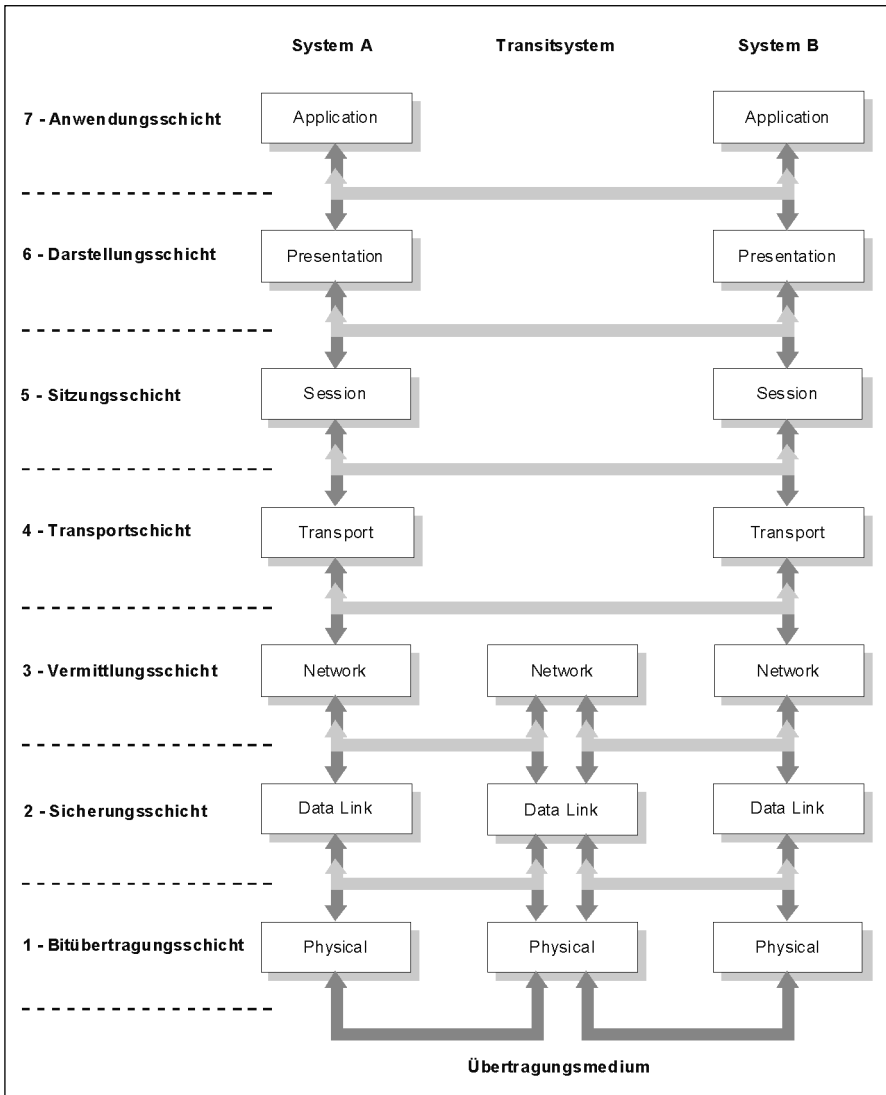 System A Transitsystem System B
7 - Anwendungsschicht Application Application
6 - Darstellungsschicht Presentation Presentation
5 - Sitzungsschicht Session Session
4 - Transportschicht Transport Transport
3 - Vermittlungsschicht Network Network Network
2 - Sicherungsschicht Data Link Data Link Data Link
1 - Bitübertragungsschicht Physical Physical Physical
Übertragungsmedium